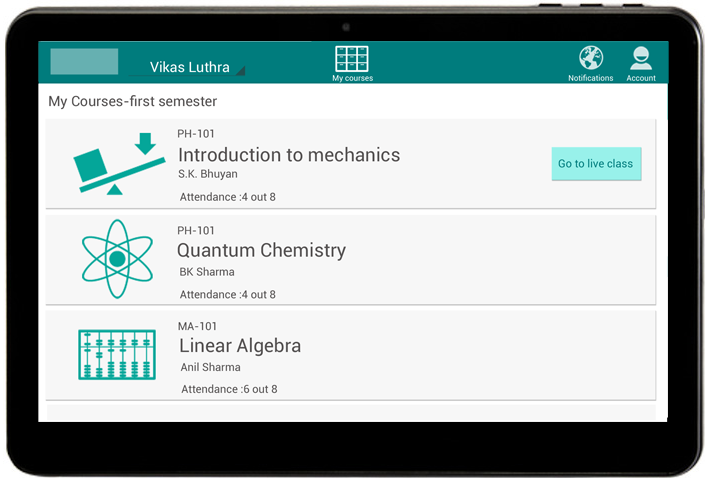 Vikas Luthra
My courses
Notifications
Account
My Courses-first semester
PH-101
Introduction to mechanics
S.K. Bhuyan
Attendance :4 out 8
Go to live class
PH-101
Quantum Chemistry
BK Sharma
Attendance :4 out 8
MA-101
Linear Algebra
Anil Sharma
Attendance :6 out 8